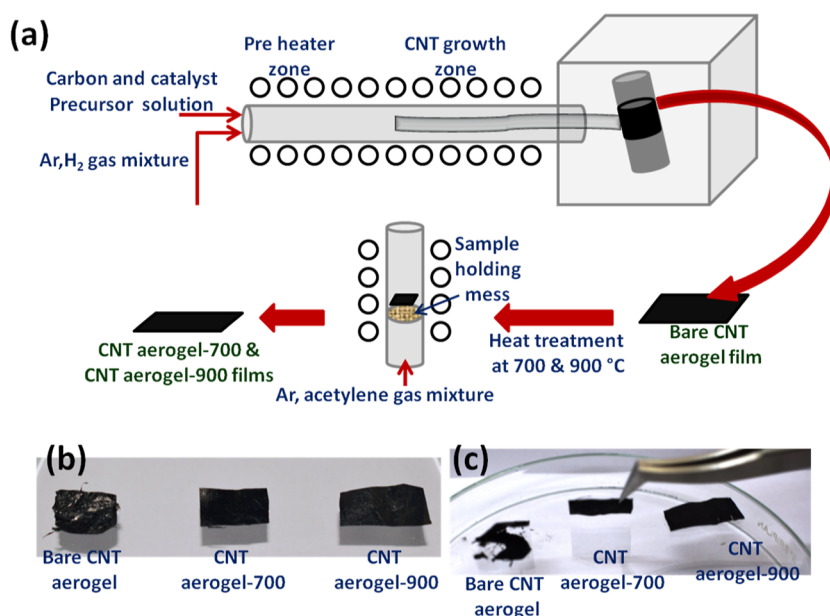 (a)
Pre heater
zone
CNT growth
zone
Carbon and catalyst
Precursor solution
Ar,H₂ gas mixture
Sample
holding
mess
CNT aerogel-700 &
CNT aerogel-900 films
Heat treatment
at 700 & 900 °C
Bare CNT
aerogel film
Ar, acetylene gas mixture
(b)
Bare CNT
aerogel
CNT
aerogel-700
CNT
aerogel-900
(c)
Bare CNT
aerogel
CNT
aerogel-700
CNT
aerogel-900